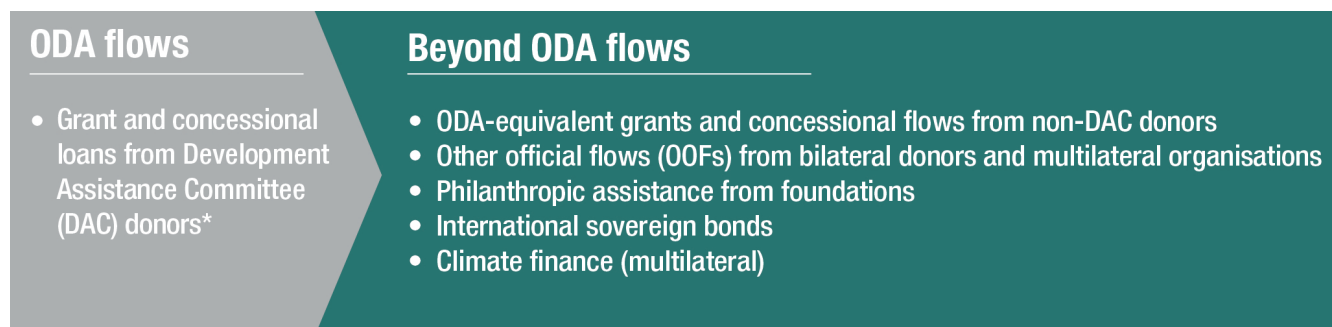 ODA flows
• Grant and concessional
loans from Development
Assistance Committee
(DAC) donors*
Beyond ODA flows
• ODA-equivalent grants and concessional flows from non-DAC donors
• Other official flows (OOFs) from bilateral donors and multilateral organisations
• Philanthropic assistance from foundations
• International sovereign bonds
• Climate finance (multilateral)